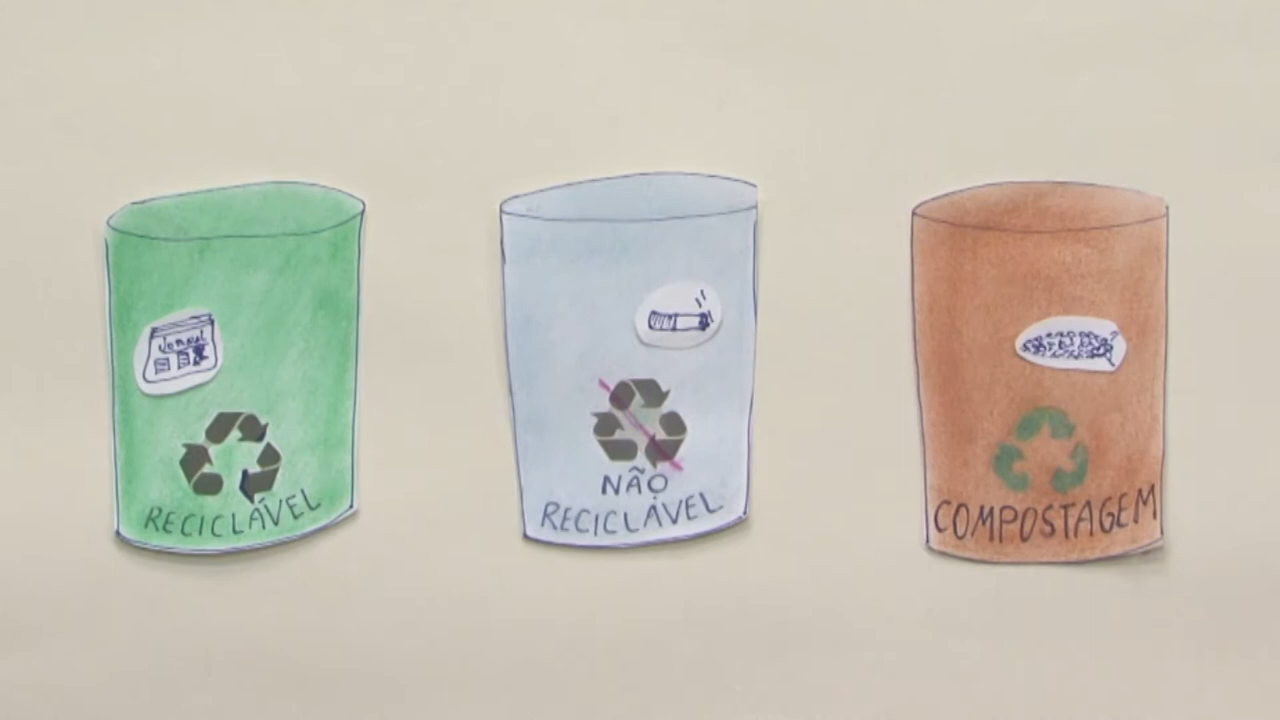 Jornal
RECICLÁVEL
NÃO
RECICLÁVEL
COMPOSTAGEM